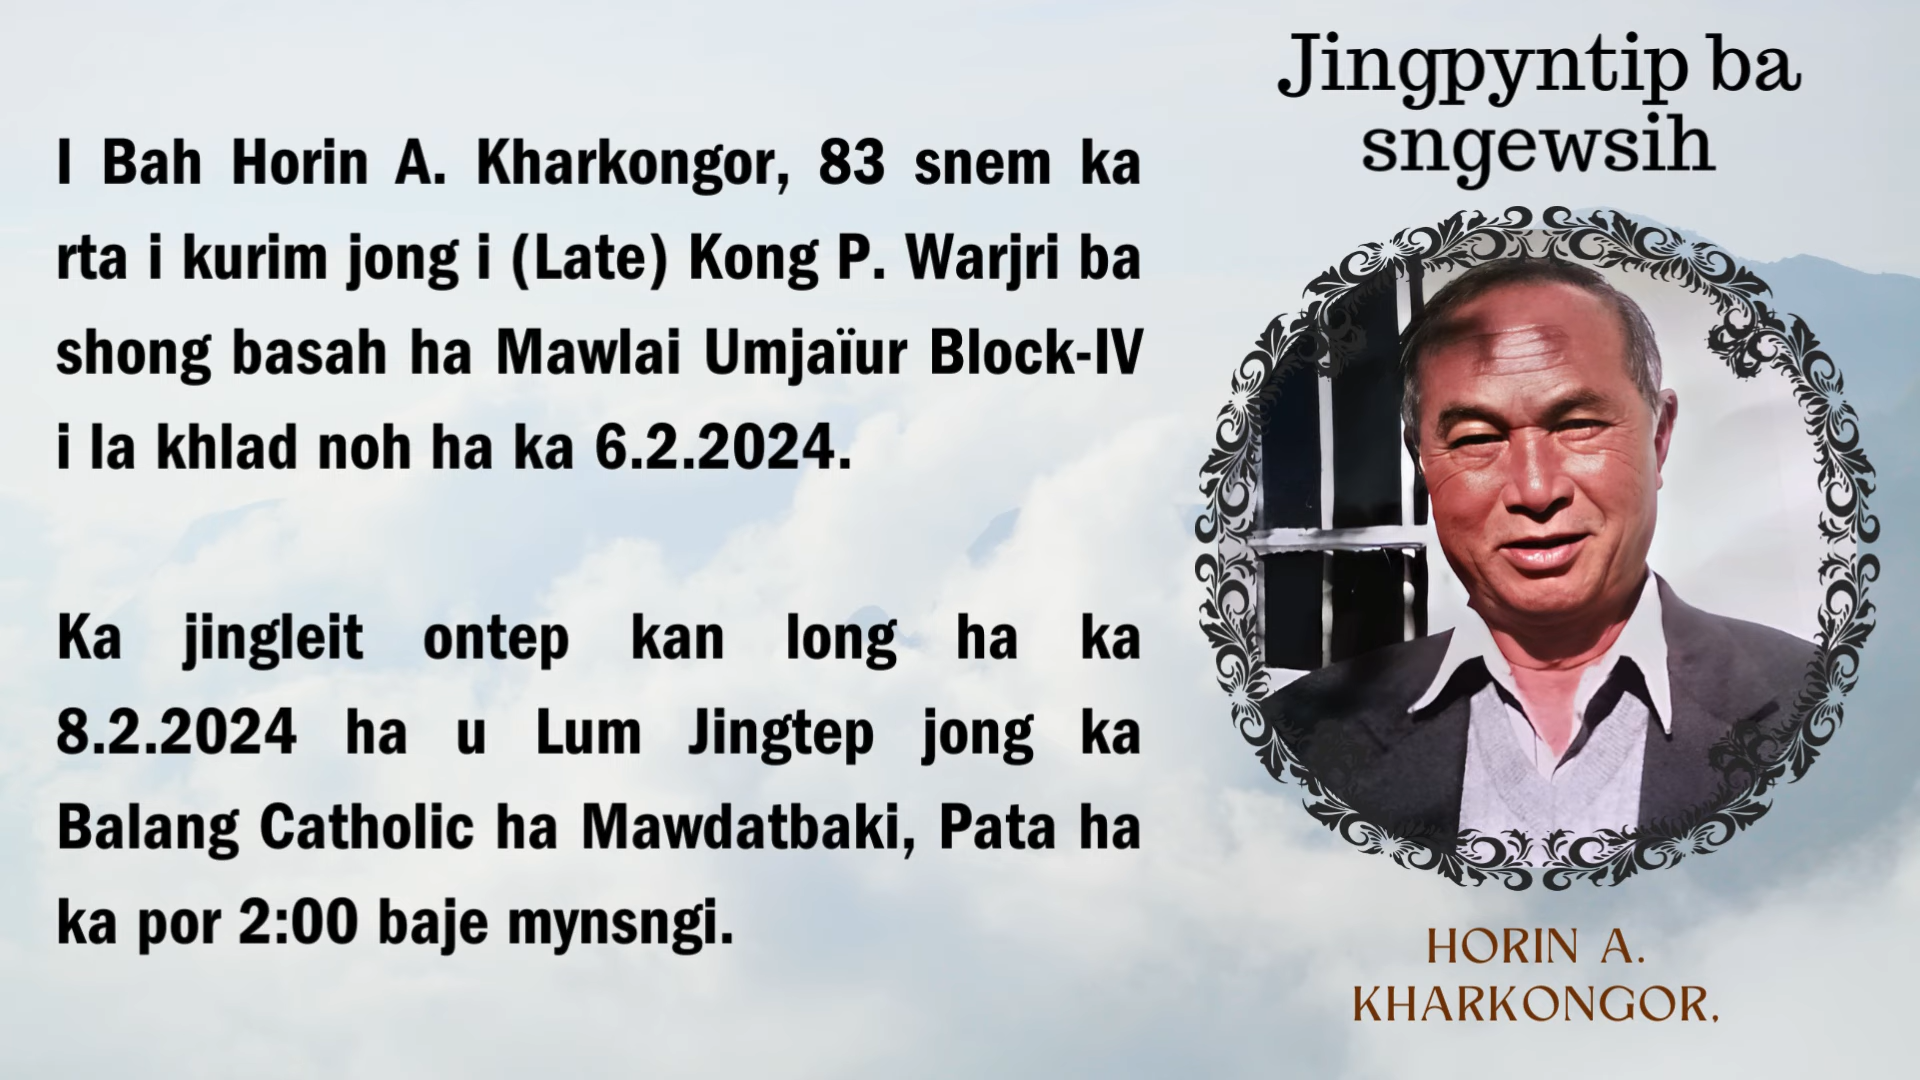 Jingpyntip ba
sngewsih
I Bah Horin A. Kharkongor, 83 snem ka
rta i kurim jong i (Late) Kong P. Warjri ba
shong basah ha Mawlai Umjaïur Block-IV
i la khlad noh ha ka 6.2.2024.
Ka jingleit ontep kan long ha ka
8.2.2024 ha u Lum Jingtep jong ka
Balang Catholic ha Mawdatbaki, Pata ha
ka por 2:00 baje mynsngi.
HORIN A.
KHARKONGOR,